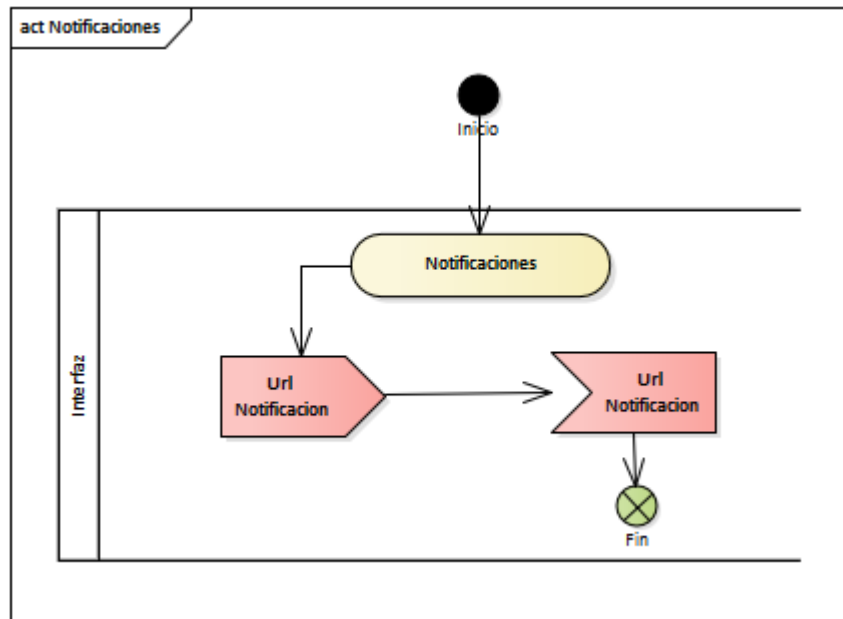 act Notificaciones
Inicio
Notificaciones
Interfaz
Url
Notificacion
Url
Notificacion
Fin